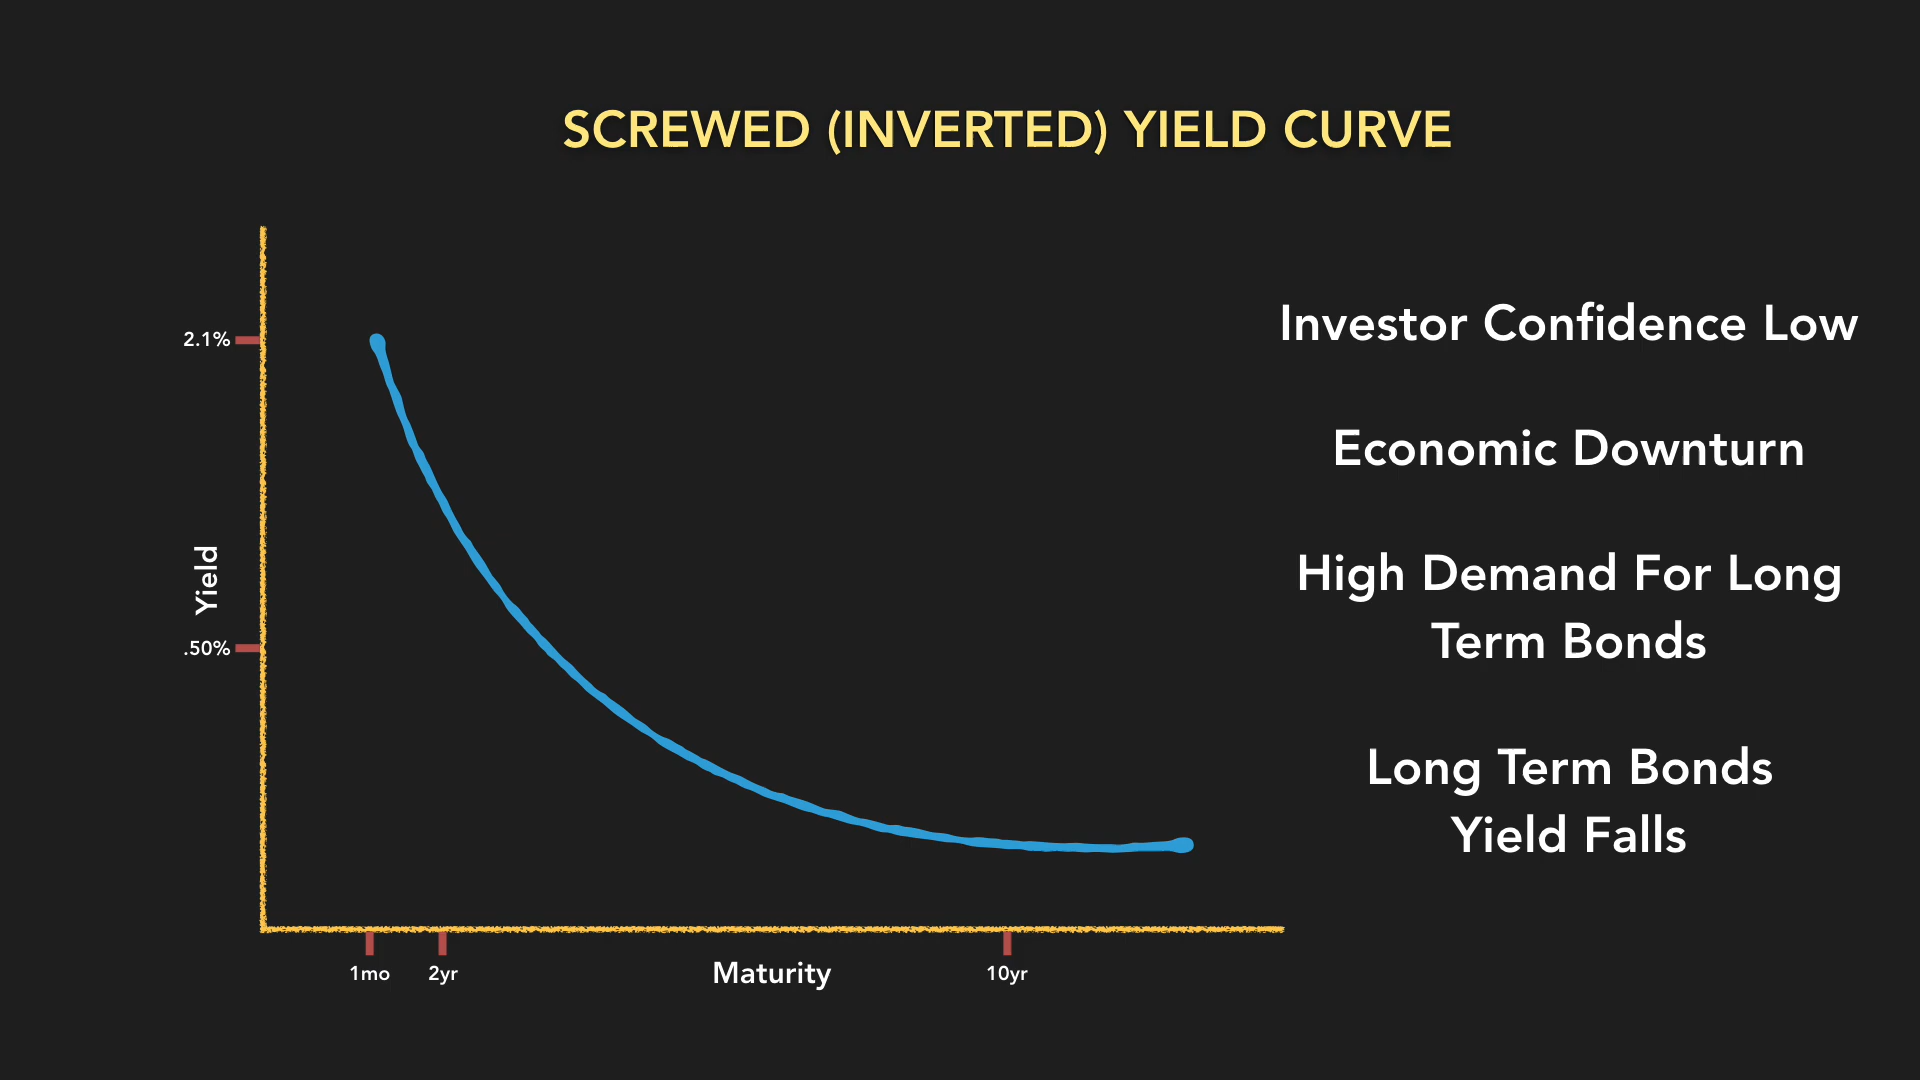 SCREWED (INVERTED) YIELD CURVE
2.1%
.50%
Yield
1mo
2yr
Maturity
10yr
Investor Confidence Low
Economic Downturn
High Demand For Long
Term Bonds
Long Term Bonds
Yield Falls